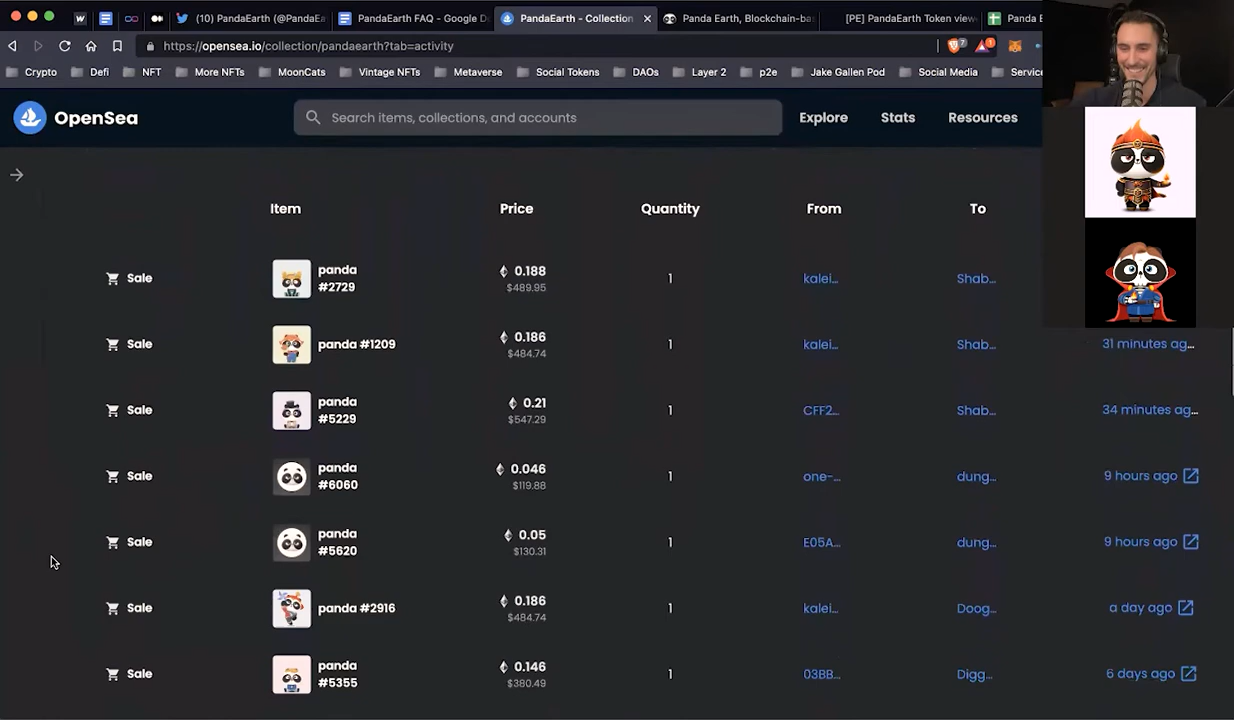 W
(10) PandaEarth (@PandaEa
PandaEarth FAQ - Google D
PandaEarth - Collection
Panda Earth, Blockchain-ba
[PE] PandaEarth Token view
Panda E
https://opensea.io/collection/pandaearth?tab=activity
7
1
Crypto
Defi
NFT
More NFTs
MoonCats
Vintage NFTs
Metaverse
Social Tokens
DAOs
Layer 2
p2e
Jake Gallen Pod
Social Media
Service
OpenSea
Search items, collections, and accounts
Explore
Stats
Resources
Item
Price
Quantity
From
To
Sale
panda
#2729
0.188
$489.95
1
kalei...
Shab...
Sale
panda #1209
0.186
$484.74
1
kalei...
Shab...
31 minutes ag...
Sale
panda
#5229
0.21
$547.29
1
CFF2...
Shab...
34 minutes ag...
Sale
panda
#6060
0.046
$119.88
1
one-...
dung...
9 hours ago
Sale
panda
#5620
0.05
$130.31
1
E05A...
dung...
9 hours ago
Sale
panda #2916
0.186
$484.74
1
kalei...
Doog...
a day ago
Sale
panda
#5355
0.146
$380.49
1
03BB...
Digg...
6 days ago